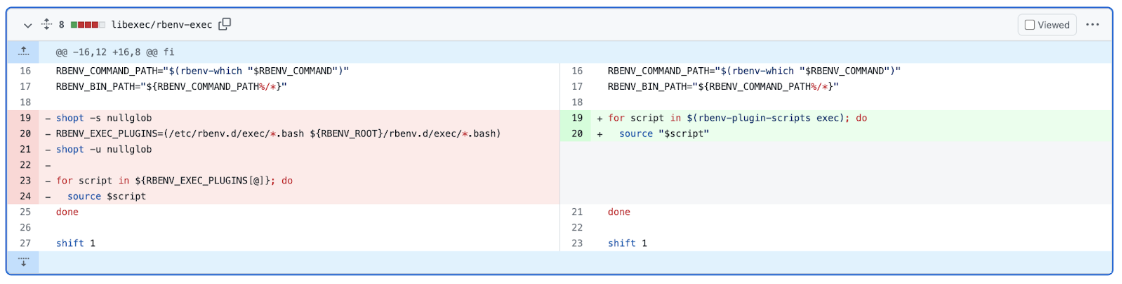 8 libexec/rbenv-exec Viewed
@@ -16,12 +16,8 @@ fi
16 RBENV_COMMAND_PATH="$(rbenv-which "$RBENV_COMMAND")"
17 RBENV_BIN_PATH="${RBENV_COMMAND_PATH%/*}"
18
19 - shopt -s nullglob
20 - RBENV_EXEC_PLUGINS=(/etc/rbenv.d/exec/*.bash ${RBENV_ROOT}/rbenv.d/exec/*.bash)
21 - shopt -u nullglob
22 -
23 - for script in ${RBENV_EXEC_PLUGINS[@]}; do
24 -   source $script
25 done
26
27 shift 1
16 RBENV_COMMAND_PATH="$(rbenv-which "$RBENV_COMMAND")"
17 RBENV_BIN_PATH="${RBENV_COMMAND_PATH%/*}"
18
19 + for script in $(rbenv-plugin-scripts exec); do
20 +   source "$script"
21 done
22
23 shift 1